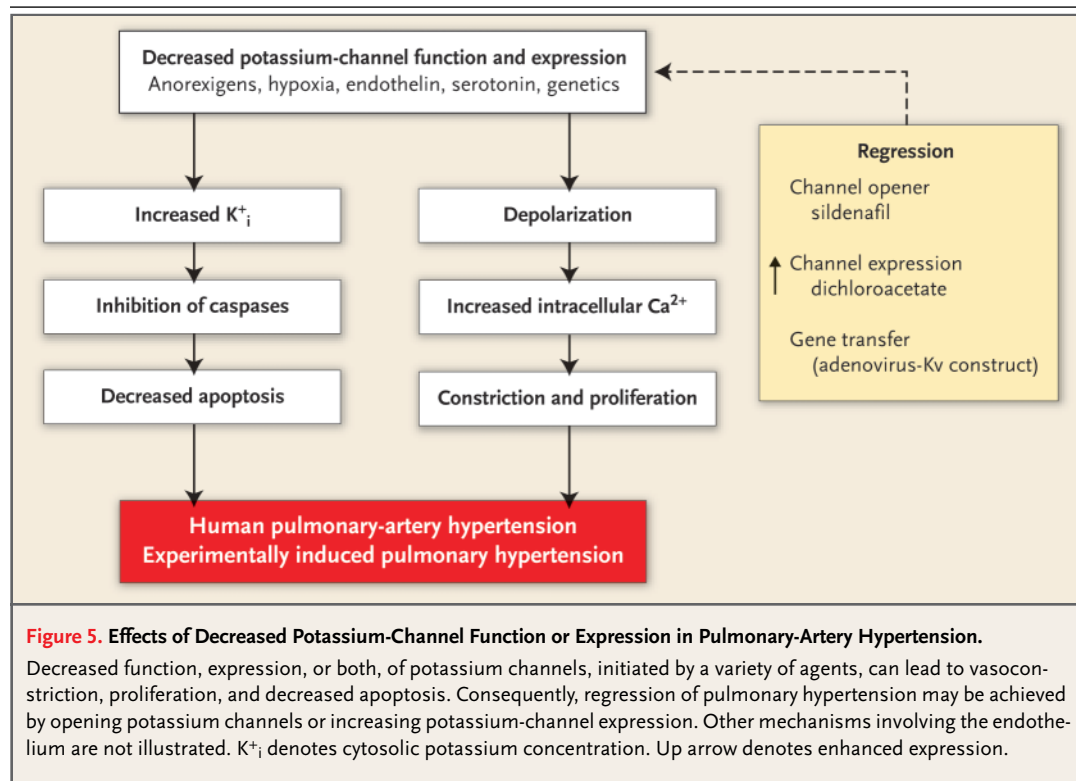 Decreased potassium-channel function and expression
Anorexigens, hypoxia, endothelin, serotonin, genetics
Regression
Channel opener
sildenafil
↑ Channel expression
dichloroacetate
Gene transfer
(adenovirus-Kv construct)
Increased K⁺ᵢ
Depolarization
Inhibition of caspases
Increased intracellular Ca²⁺
Decreased apoptosis
Constriction and proliferation
Human pulmonary-artery hypertension
Experimentally induced pulmonary hypertension
Figure 5. Effects of Decreased Potassium-Channel Function or Expression in Pulmonary-Artery Hypertension.
Decreased function, expression, or both, of potassium channels, initiated by a variety of agents, can lead to vasocon-
striction, proliferation, and decreased apoptosis. Consequently, regression of pulmonary hypertension may be achieved
by opening potassium channels or increasing potassium-channel expression. Other mechanisms involving the endothe-
lium are not illustrated. K⁺ᵢ denotes cytosolic potassium concentration. Up arrow denotes enhanced expression.